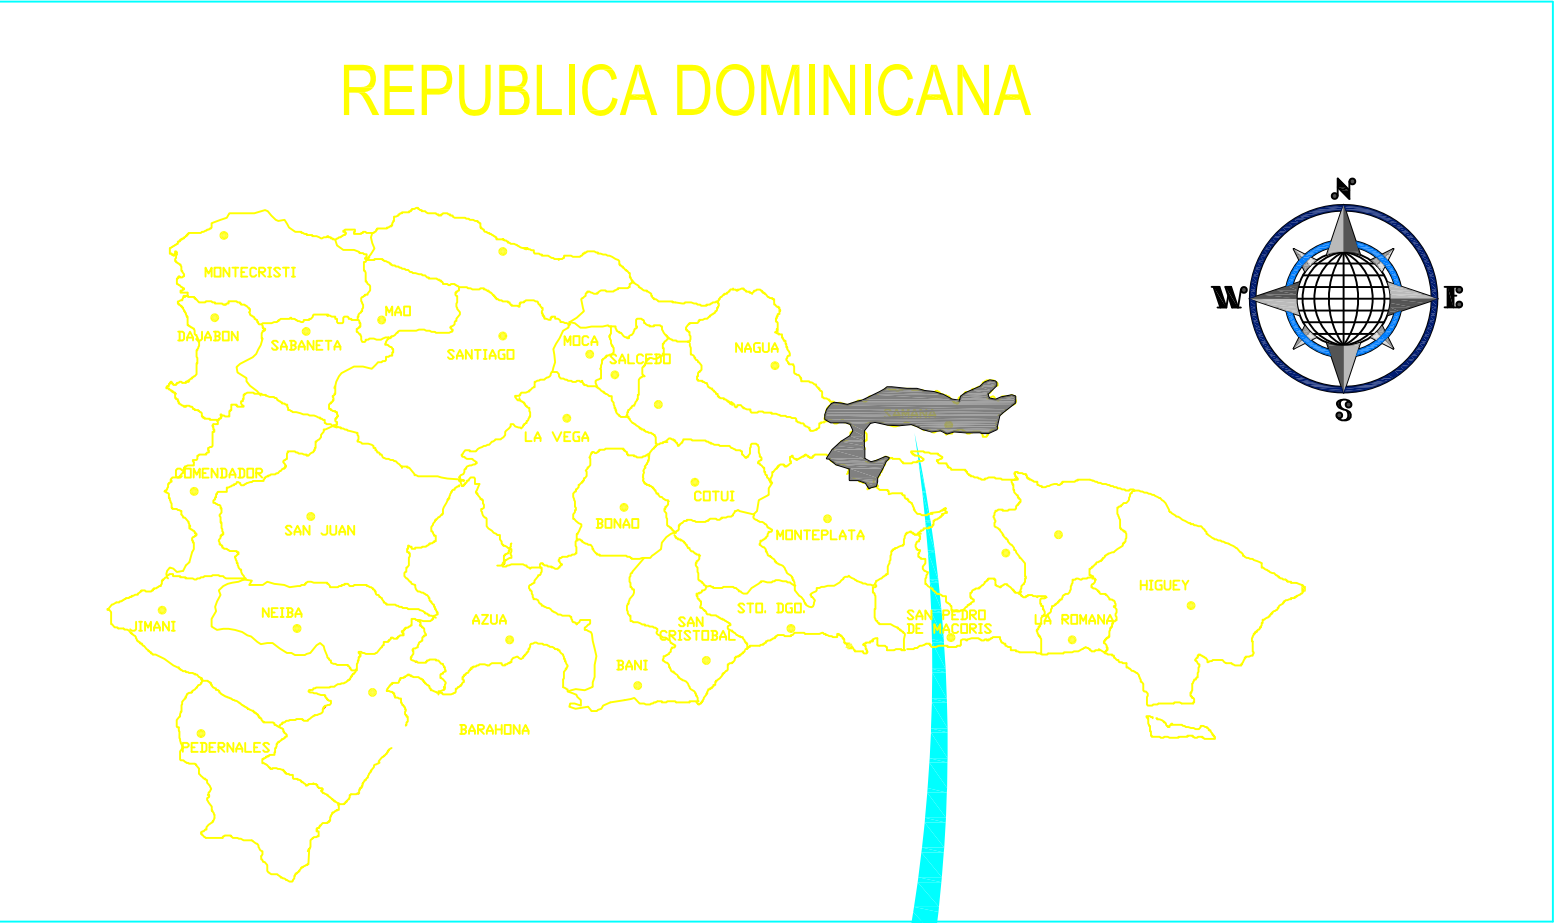 REPUBLICA DOMINICANA
N
W
E
S
MONTECRISTI
MAO
DAJABON
SABANETA
SANTIAGO
MOCA
SALCEDO
NAGUA
LA VEGA
COMENDADOR
SAN JUAN
BONAO
COTUI
MONTEPLATA
HIGUEY
JIMANI
NEIBA
AZUA
SAN
CRISTOBAL
STO. DGO.
SAN PEDRO
DE MACORIS
LA ROMANA
BANI
BARAHONA
PEDERNALES